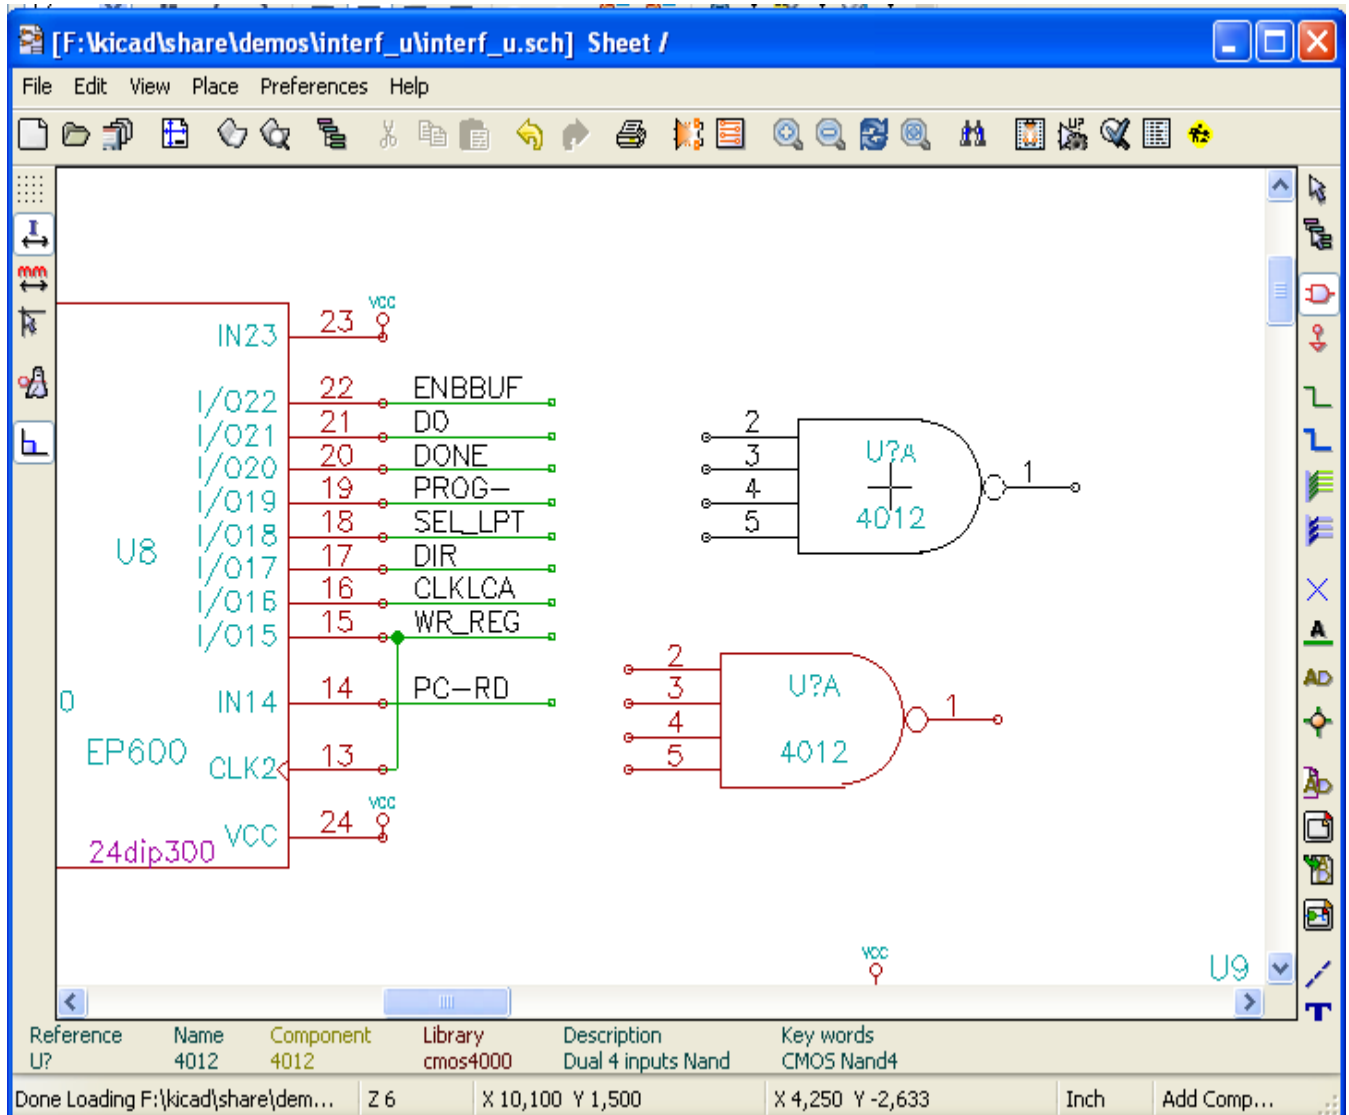 [F:\kicad\share\demos\interf_u\interf_u.sch] Sheet /
File Edit View Place Preferences Help
I
mm
VCC
IN23 23
I/O22 22 ENBBUF
I/O21 21 DO
I/O20 20 DONE
I/O19 19 PROG-
I/O18 18 SEL_LPT
I/O17 17 DIR
I/O16 16 CLKLCA
I/O15 15 WR_REG
U8
IN14 14 PC-RD
0
EP600
CLK2 13
VCC
VCC 24
24dip300
2
3
4
5
U?A
4012
1
2
3
4
5
U?A
4012
1
VCC
U9
A
T
Reference Name Component Library Description Key words
U? 4012 4012 cmos4000 Dual 4 inputs Nand CMOS Nand4
Done Loading F:\kicad\share\dem... Z 6 X 10,100 Y 1,500 X 4,250 Y -2,633 Inch Add Comp...